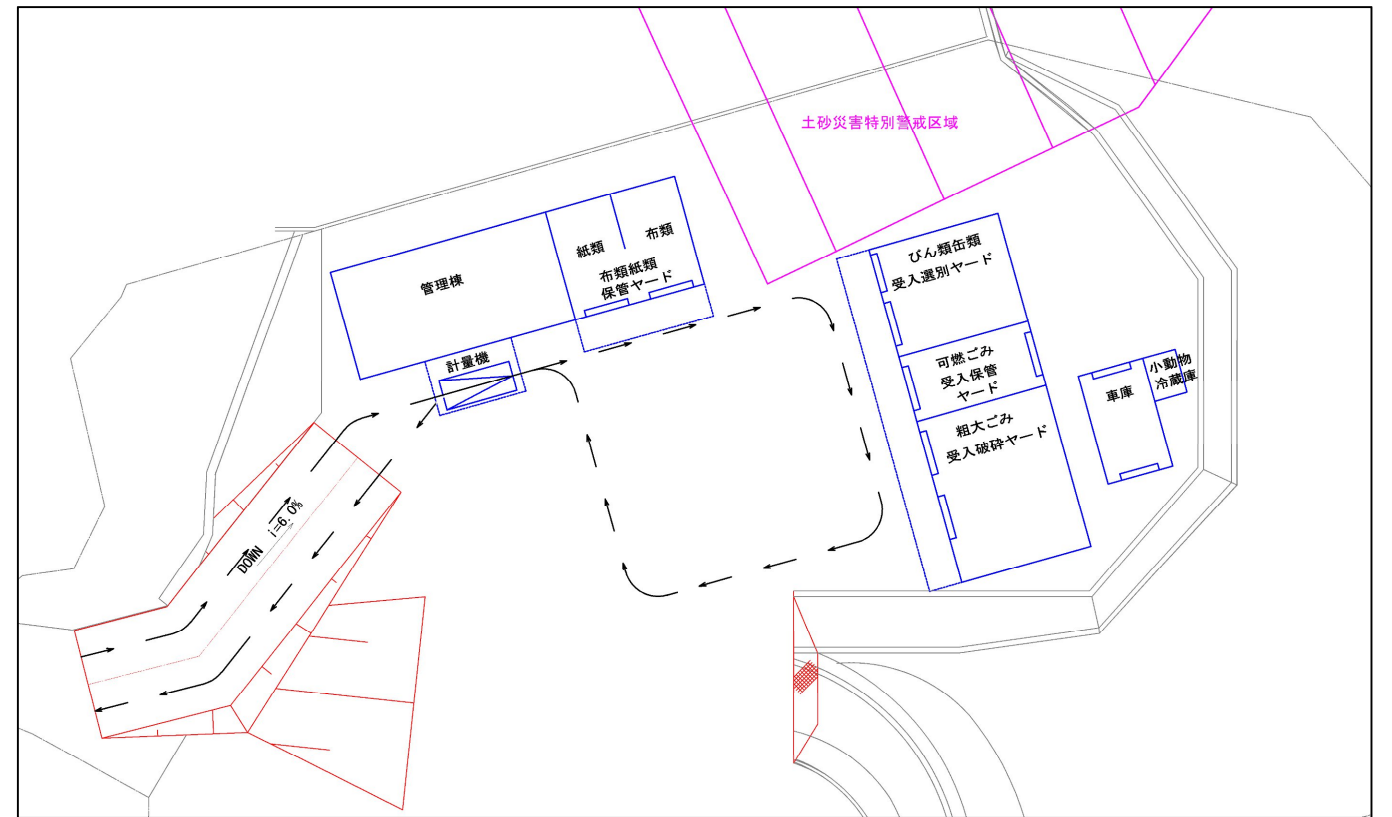 土砂災害特別警戒区域
紙類
布類
管理棟
布類紙類
保管ヤード
計量機
びん類缶類
受入選別ヤード
可燃ごみ
受入保管
ヤード
粗大ごみ
受入破砕ヤード
車庫
小動物
冷蔵庫
DOWN i=6.0%